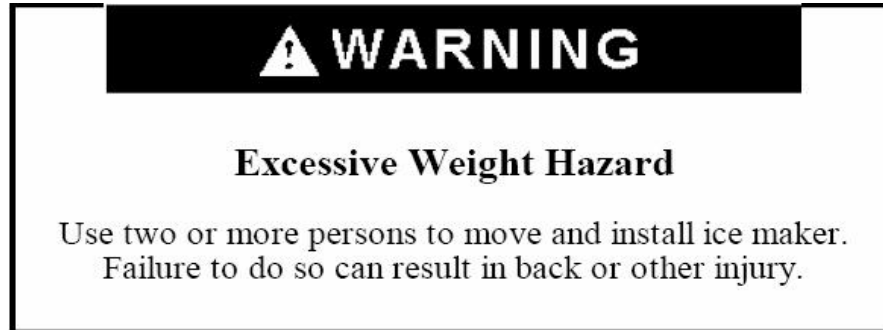 WARNING
Excessive Weight Hazard
Use two or more persons to move and install ice maker.
Failure to do so can result in back or other injury.